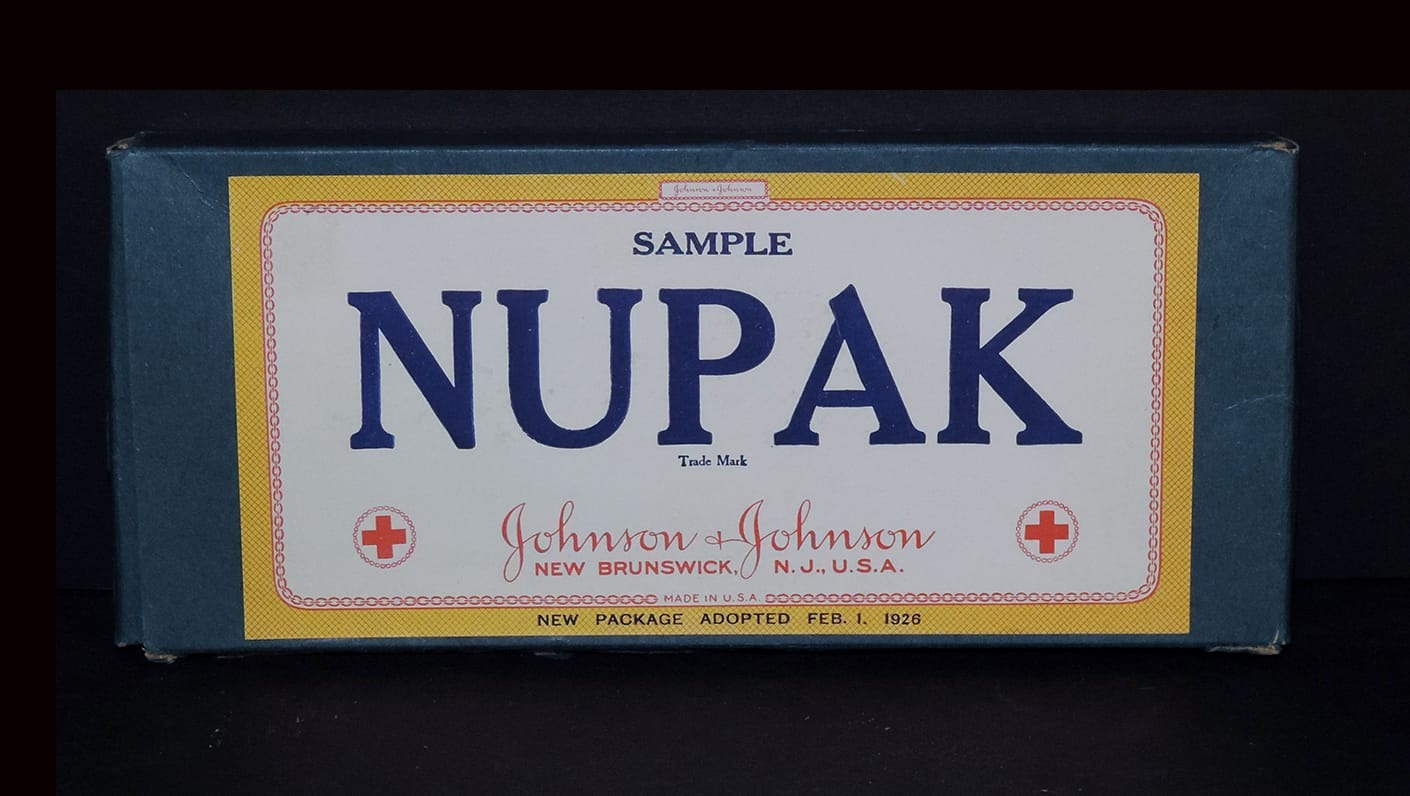 Johnson & Johnson
SAMPLE
NUPAK
Trade Mark
Johnson & Johnson
NEW BRUNSWICK, N.J., U.S.A.
MADE IN U.S.A.
NEW PACKAGE ADOPTED FEB. 1, 1926